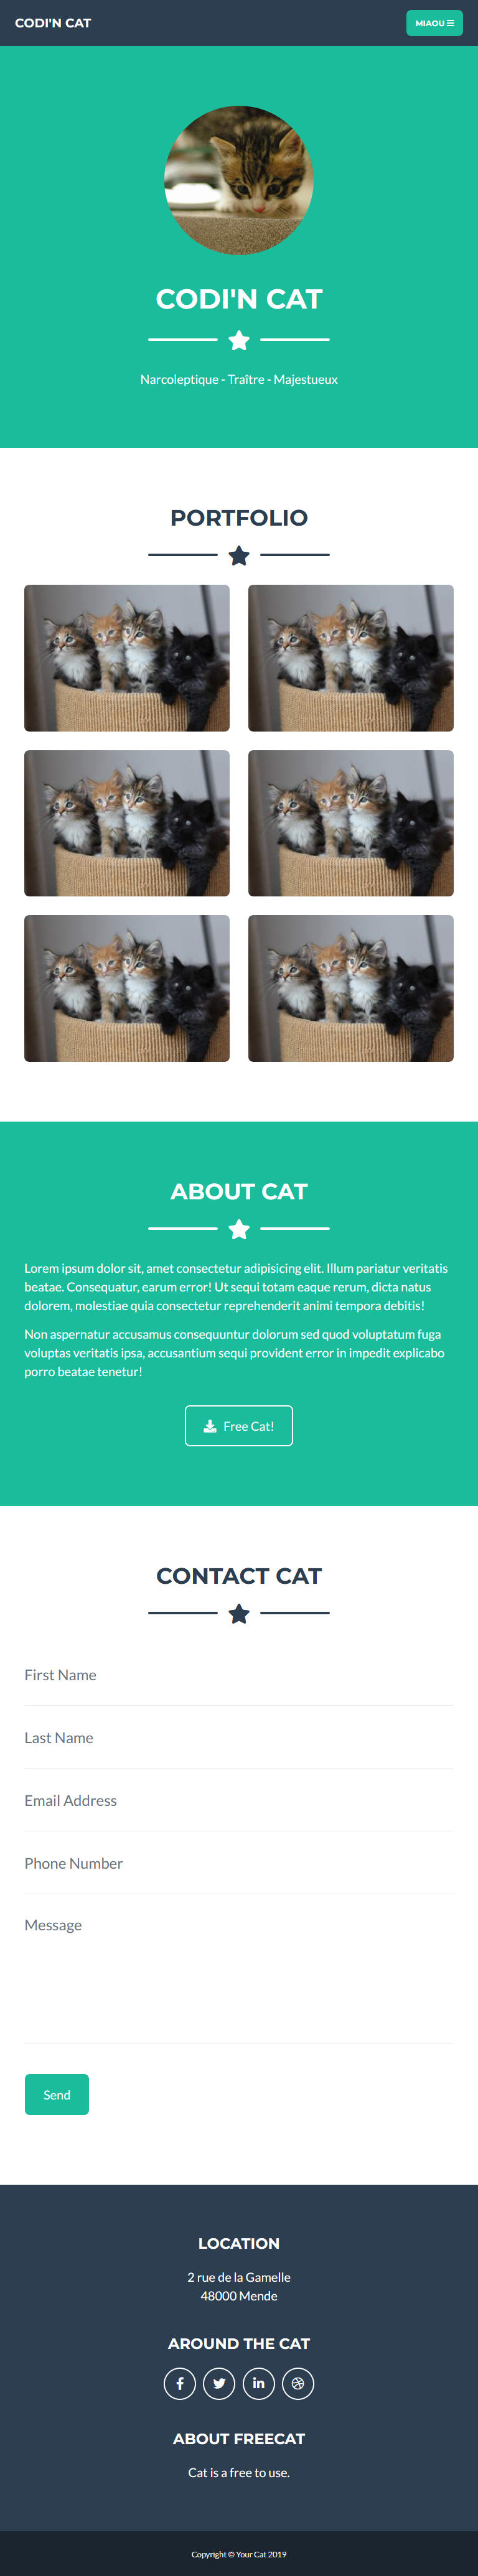 CODI'N CAT
MIAOU
CODI'N CAT
Narcoleptique - Traître - Majestueux
PORTFOLIO
ABOUT CAT
Lorem ipsum dolor sit, amet consectetur adipisicing elit. Illum pariatur veritatis
beatae. Consequatur, earum error! Ut sequi totam eaque rerum, dicta natus
dolorem, molestiae quia consectetur reprehenderit animi tempora debitis!
Non aspernatur accusamus consequuntur dolorum sed quod voluptatum fuga
voluptas veritatis ipsa, accusantium sequi provident error in impedit explicabo
porro beatae tenetur!
Free Cat!
CONTACT CAT
First Name
Last Name
Email Address
Phone Number
Message
Send
LOCATION
2 rue de la Gamelle
48000 Mende
AROUND THE CAT
ABOUT FREECAT
Cat is a free to use.
Copyright © Your Cat 2019